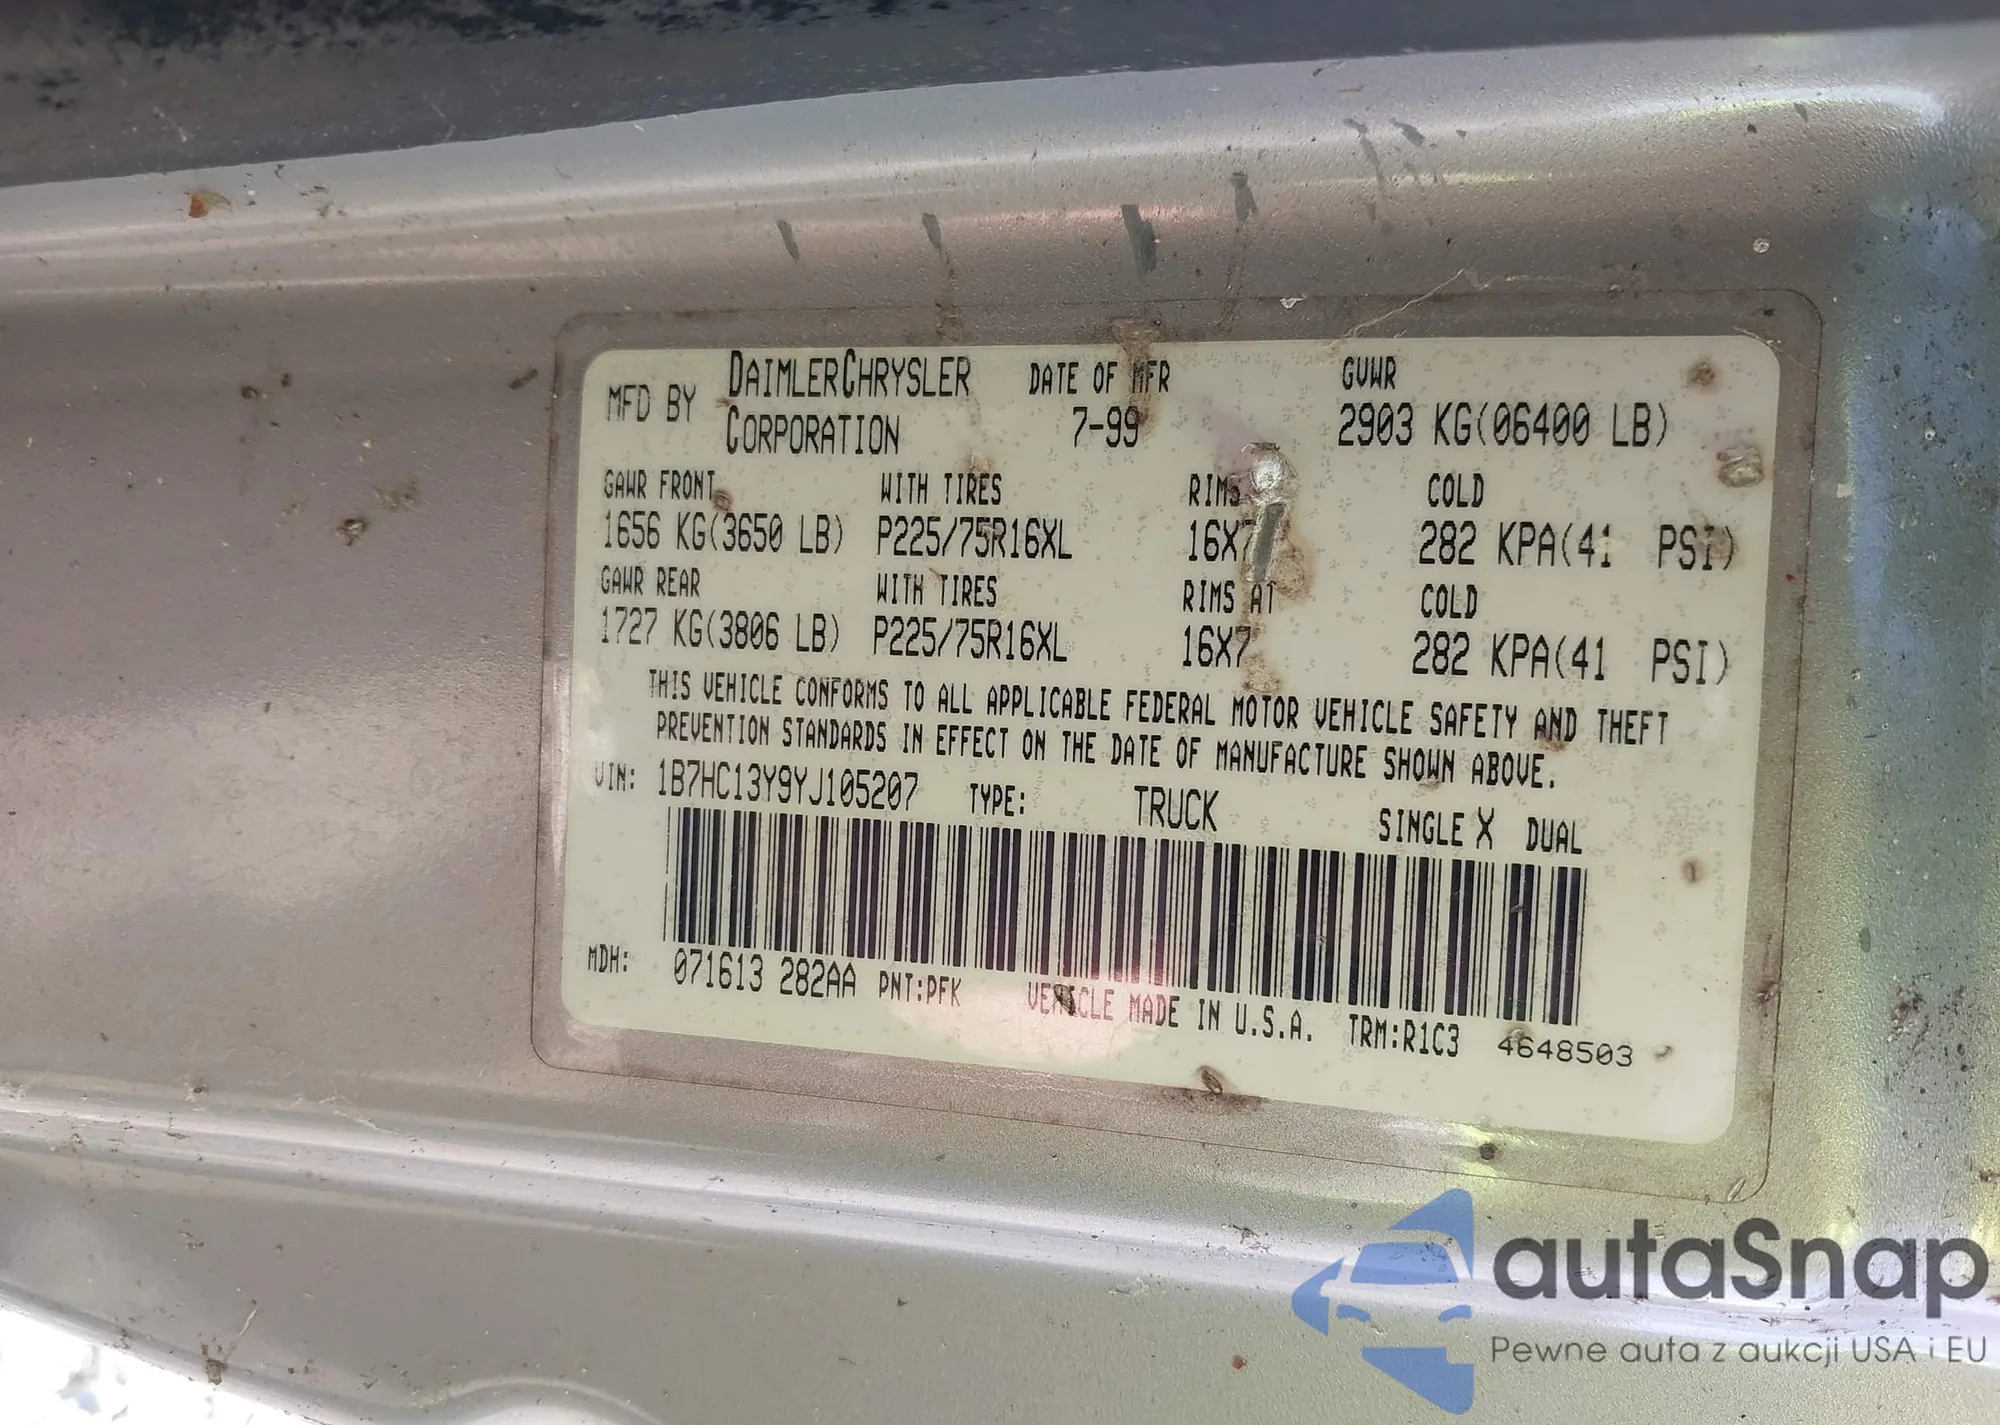 MFD BY DAIMLERCHRYSLER CORPORATION DATE OF MFR 7-99 GVWR 2903 KG(06400 LB)
GAWR FRONT WITH TIRES RIMS COLD
1656 KG(3650 LB) P225/75R16XL 16X7 282 KPA(41 PSI)
GAWR REAR WITH TIRES RIMS AT COLD
1727 KG(3806 LB) P225/75R16XL 16X7 282 KPA(41 PSI)
THIS VEHICLE CONFORMS TO ALL APPLICABLE FEDERAL MOTOR VEHICLE SAFETY AND THEFT
PREVENTION STANDARDS IN EFFECT ON THE DATE OF MANUFACTURE SHOWN ABOVE.
VIN: 1B7HC13Y9YJ105207 TYPE: TRUCK SINGLE X DUAL
MDH: 071613 282AA PNT:PFK VEHICLE MADE IN U.S.A. TRM:R1C3 4648503
autaSnap
Pewne auta z aukcji USA i EU